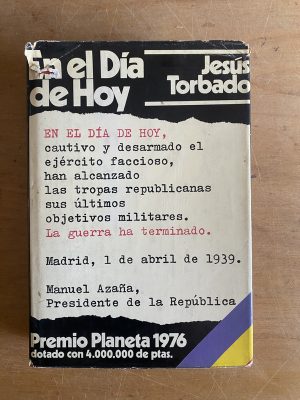 En el Día
de Hoy
Jesús
Torbado
EN EL DÍA DE HOY,
cautivo y desarmado el
ejército faccioso,
han alcanzado
las tropas republicanas
sus últimos
objetivos militares.
La guerra ha terminado.
Madrid, 1 de abril de 1939.
Manuel Azaña,
Presidente de la República
Premio Planeta 1976
dotado con 4.000.000 de ptas.